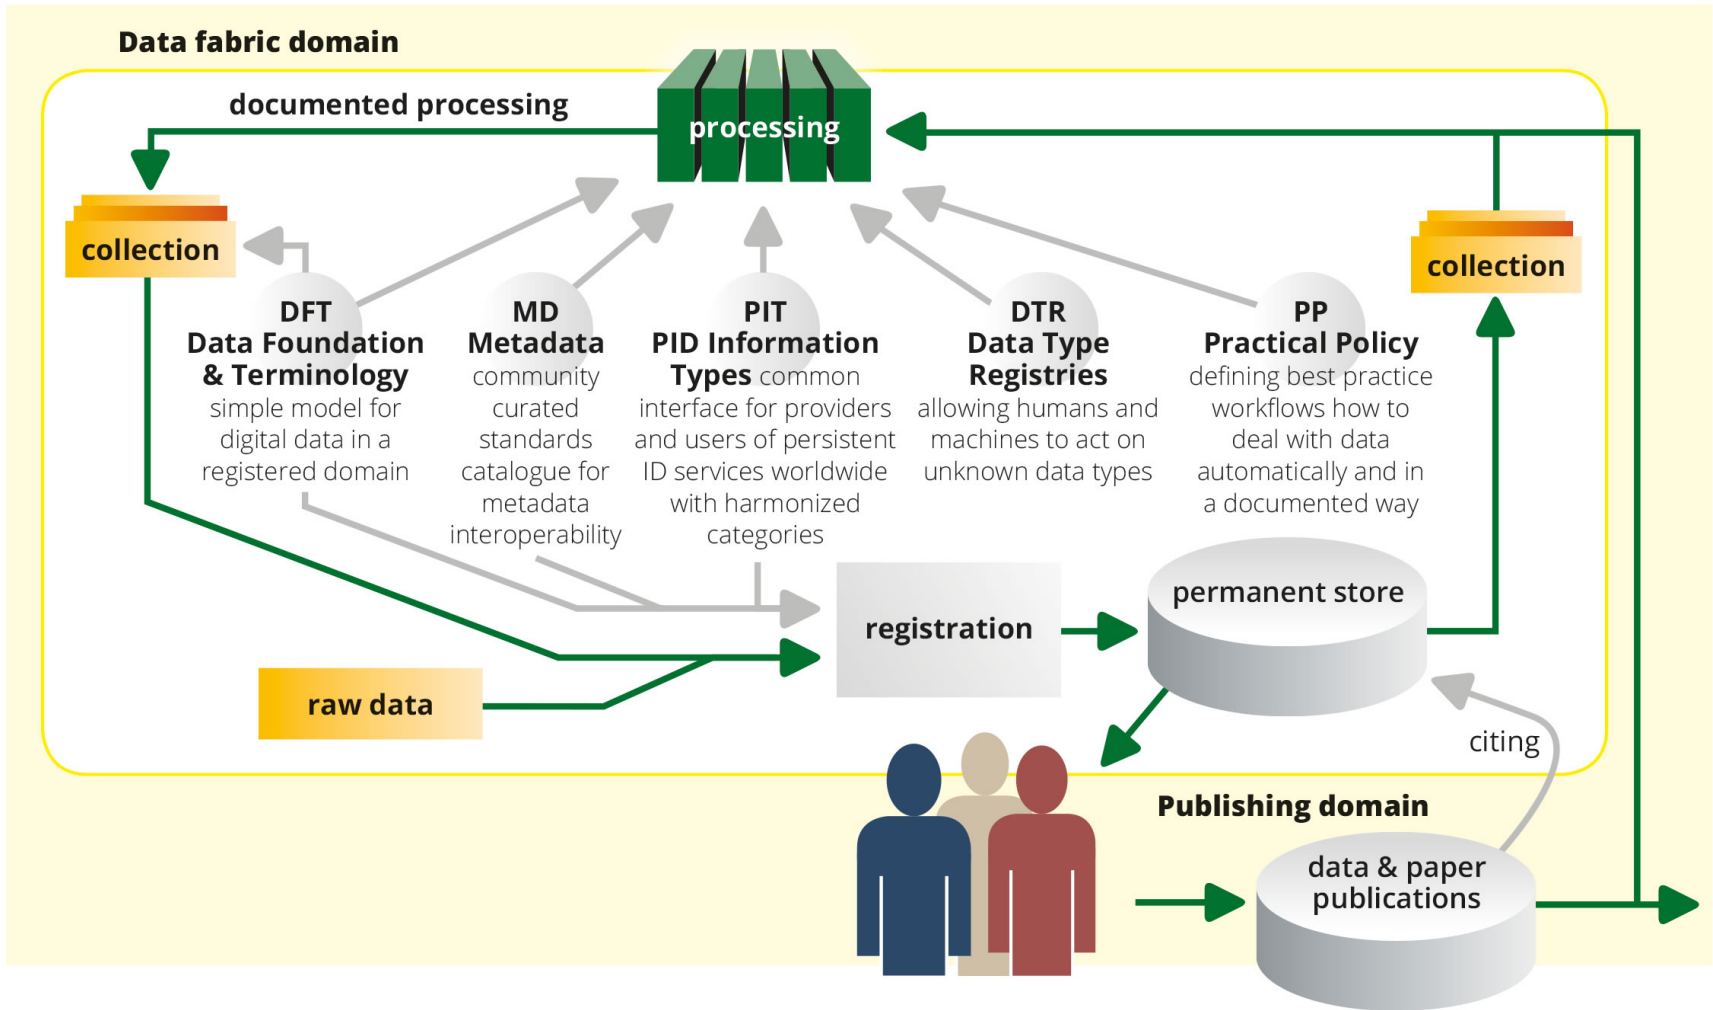 Data fabric domain
documented processing
processing
collection
collection
DFT
Data Foundation
& Terminology
simple model for
digital data in a
registered domain
MD
Metadata
community
curated
standards
catalogue for
metadata
interoperability
PIT
PID Information
Types common
interface for providers
and users of persistent
ID services worldwide
with harmonized
categories
DTR
Data Type
Registries
allowing humans and
machines to act on
unknown data types
PP
Practical Policy
defining best practice
workflows how to
deal with data
automatically and in
a documented way
registration
permanent store
raw data
citing
Publishing domain
data & paper
publications